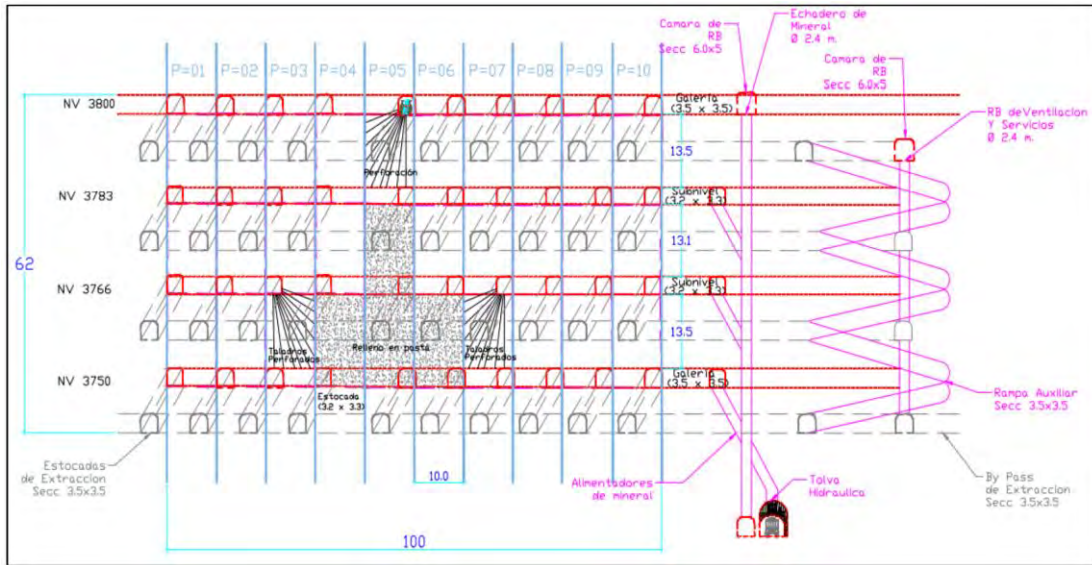 Camara de
RB
Secc 6.0x5
Echadero de
Mineral
Ø 2.4 m.
Camara de
RB
Secc 6.0x5
P=01 P=02 P=03 P=04 P=05 P=06 P=07 P=08 P=09 P=10
NV 3800
Galeria
(3.5 x 3.5)
RB deVentilacion
Y Servicios
Ø 2.4 m.
13.5
Perforación
NV 3783
Subnivel
(3.2 x 3.3)
13.1
62
NV 3766
Subnivel
(3.2 x 3.3)
13.5
Taladros
Perforados
Relleno en pasta
Taladros
Perforados
NV 3750
Galeria
(3.5 x 3.5)
Estocada
(3.2 x 3.3)
Rampa Auxiliar
Secc 3.5x3.5
Estocadas
de Extraccion
Secc 3.5x3.5
10.0
Alimentadores
de mineral
Tolva
Hidraulica
By Pass
de Extraccion
Secc 3.5x3.5
100